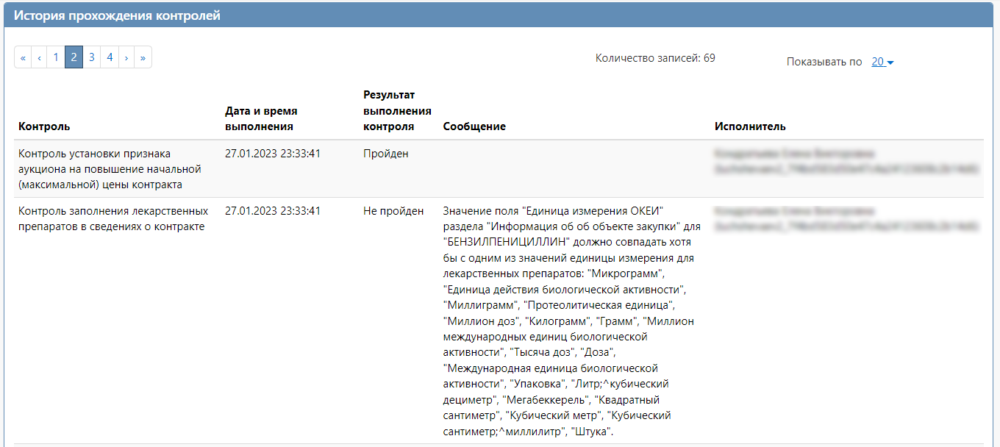 История прохождения контролей
« ‹ 1 2 3 4 › »
Количество записей: 69
Показывать по 20
Контроль
Дата и время
выполнения
Результат
выполнения
контроля
Сообщение
Исполнитель
Контроль установки признака
аукциона на повышение начальной
(максимальной) цены контракта
27.01.2023 23:33:41
Пройден
Контроль заполнения лекарственных
препаратов в сведениях о контракте
27.01.2023 23:33:41
Не пройден
Значение поля "Единица измерения ОКЕИ"
раздела "Информация об об объекте закупки" для
"БЕНЗИЛПЕНИЦИЛЛИН" должно совпадать хотя
бы с одним из значений единицы измерения для
лекарственных препаратов: "Микрограмм",
"Единица действия биологической активности",
"Миллиграмм", "Протеолитическая единица",
"Миллион доз", "Килограмм", "Грамм", "Миллион
международных единиц биологической
активности", "Тысяча доз", "Доза",
"Международная единица биологической
активности", "Упаковка", "Литр;^кубический
дециметр", "Мегабеккерель", "Квадратный
сантиметр", "Кубический метр", "Кубический
сантиметр;^миллилитр", "Штука".